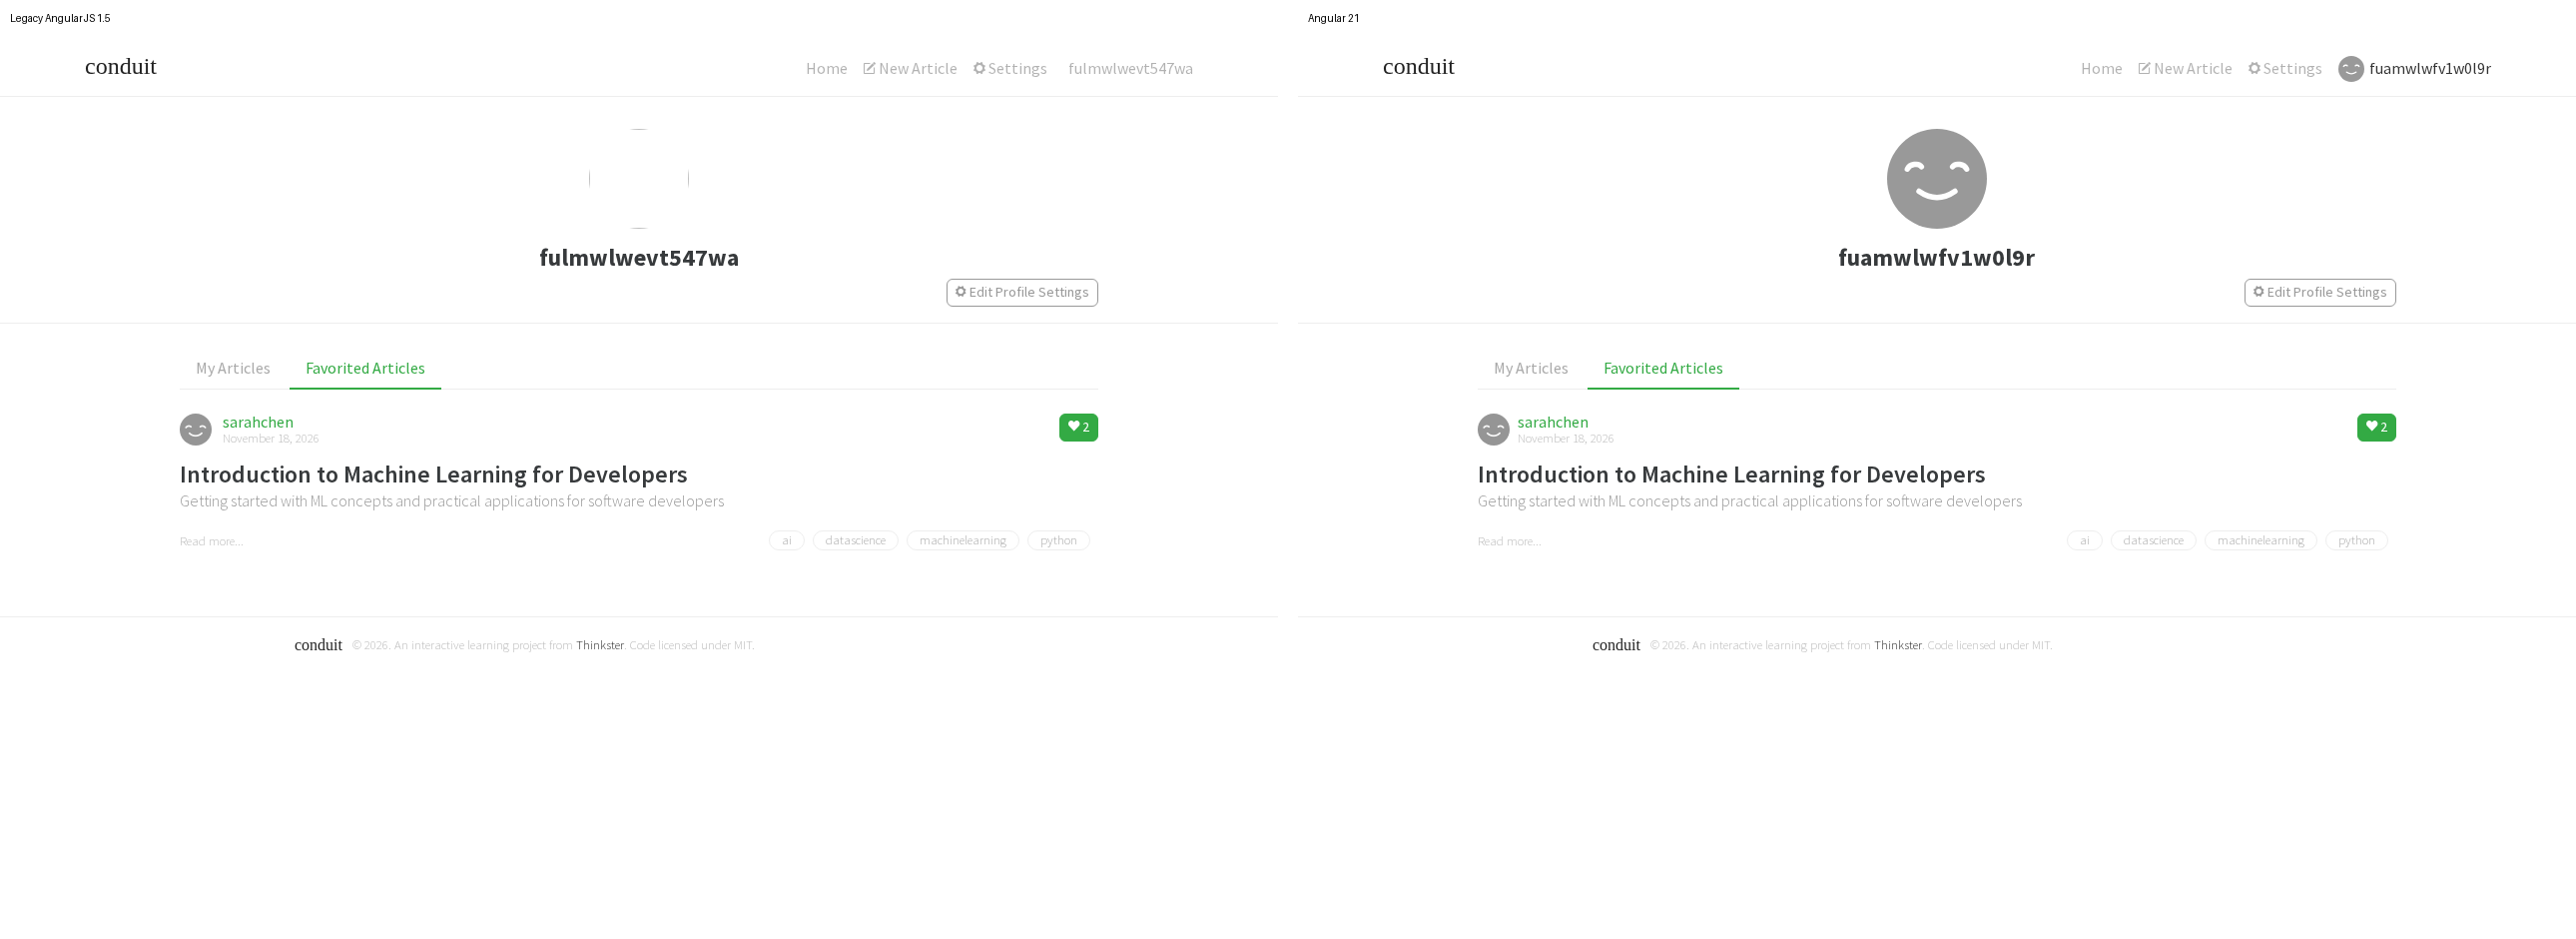 Legacy AngularJS 1.5
conduit
Home
New Article
Settings
fulmwlwevt547wa
fulmwlwevt547wa
Edit Profile Settings
My Articles
Favorited Articles
sarahchen
November 18, 2026
2
Introduction to Machine Learning for Developers
Getting started with ML concepts and practical applications for software developers
Read more...
ai
datascience
machinelearning
python
conduit
© 2026. An interactive learning project from Thinkster. Code licensed under MIT.
Angular 21
conduit
Home
New Article
Settings
fuamwlwfv1w0l9r
fuamwlwfv1w0l9r
Edit Profile Settings
My Articles
Favorited Articles
sarahchen
November 18, 2026
2
Introduction to Machine Learning for Developers
Getting started with ML concepts and practical applications for software developers
Read more...
ai
datascience
machinelearning
python
conduit
© 2026. An interactive learning project from Thinkster. Code licensed under MIT.